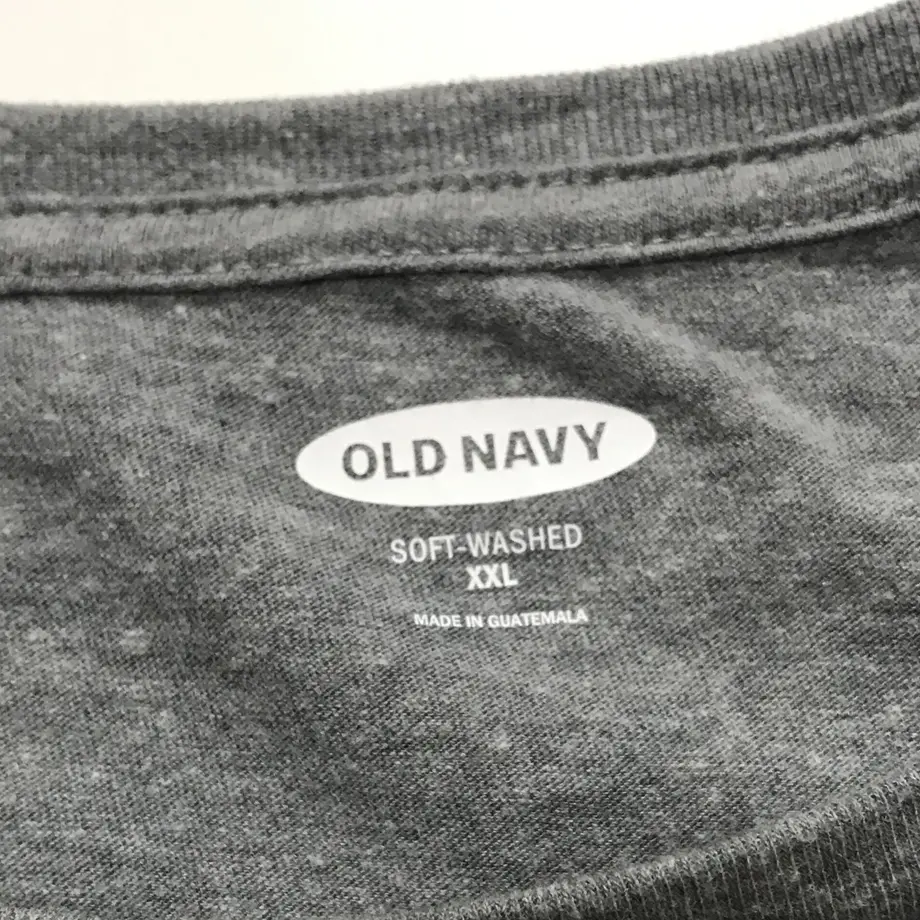 OLD NAVY
SOFT-WASHED
XXL
MADE IN GUATEMALA